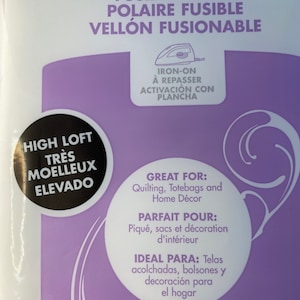 POLAIRE FUSIBLE
VELLÓN FUSIONABLE
IRON-ON
À REPASSER
ACTIVACIÓN CON
PLANCHA
HIGH LOFT
TRÈS
MOELLEUX
ELEVADO
GREAT FOR:
Quilting, Totebags and
Home Décor
PARFAIT POUR:
Piqué, sacs et décoration
d'intérieur
IDEAL PARA: Telas
acolchadas, bolsones y
decoración para
el hogar